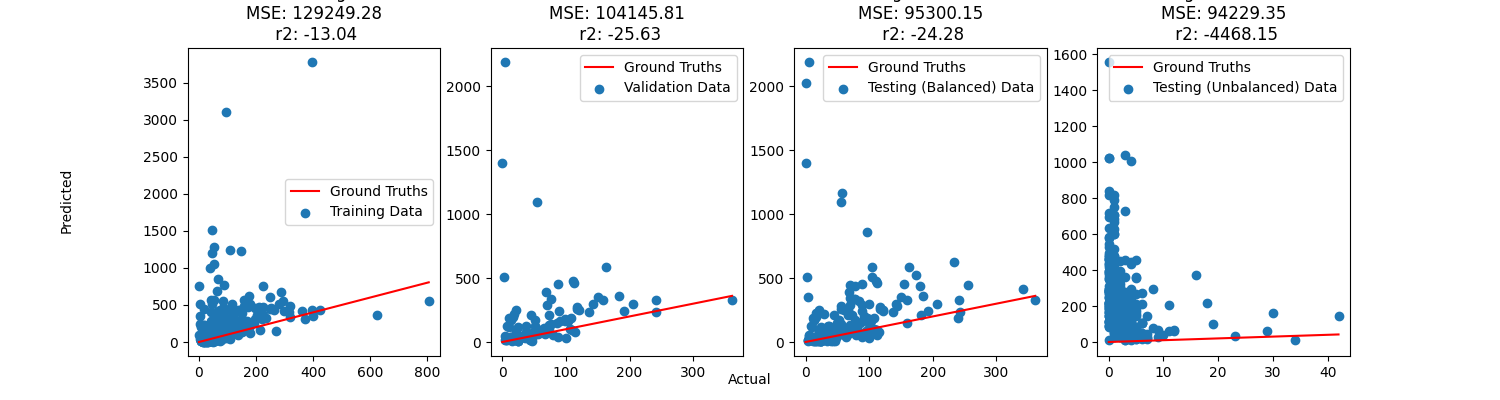 MSE: 129249.28
r2: -13.04
MSE: 104145.81
r2: -25.63
MSE: 95300.15
r2: -24.28
MSE: 94229.35
r2: -4468.15
Predicted
3500
3000
2500
2000
1500
1000
500
0
Ground Truths
Training Data
0 200 400 600 800
2000
1500
1000
500
0
Ground Truths
Validation Data
0 100 200 300
2000
1500
1000
500
0
Ground Truths
Testing (Balanced) Data
0 100 200 300
1600
1400
1200
1000
800
600
400
200
0
Ground Truths
Testing (Unbalanced) Data
0 10 20 30 40
Actual